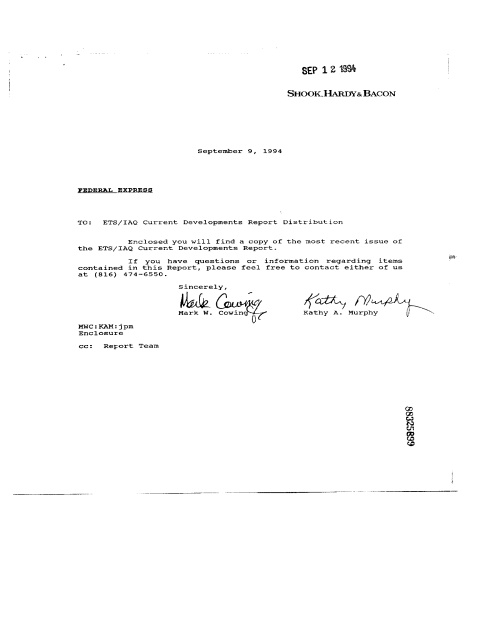 SEP 12 1994
SHOOK, HARDY & BACON
September 9, 1994
FEDERAL EXPRESS
TO: ETS/IAQ Current Developments Report Distribution
Enclosed you will find a copy of the most recent issue of
the ETS/IAQ Current Developments Report.
If you have questions or information regarding items
contained in this Report, please feel free to contact either of us
at (816) 474-6550.
Sincerely,
Mark Cowing Kathy Murphy
Mark W. Cowing Kathy A. Murphy
MWC:KAM:jpm
Enclosure
cc: Report Team
88325899